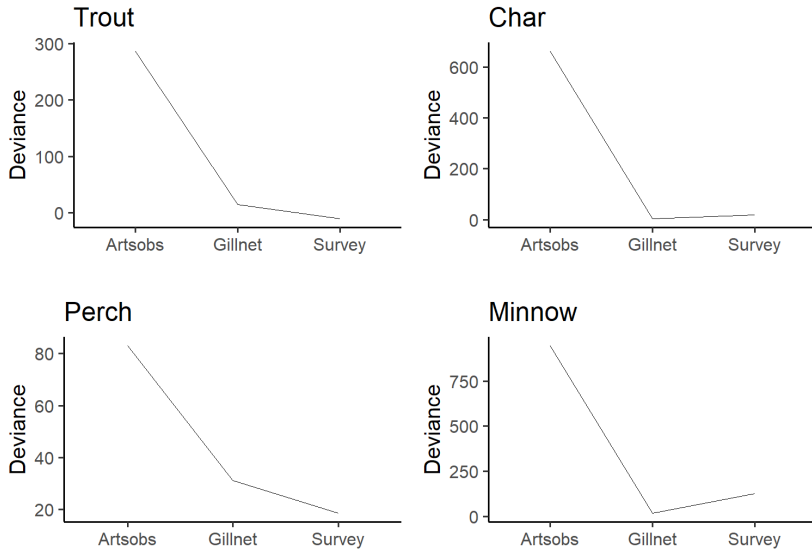 Trout
Deviance
300
200
100
0
Artsobs Gillnet Survey
Char
Deviance
600
400
200
0
Artsobs Gillnet Survey
Perch
Deviance
80
60
40
20
Artsobs Gillnet Survey
Minnow
Deviance
750
500
250
0
Artsobs Gillnet Survey